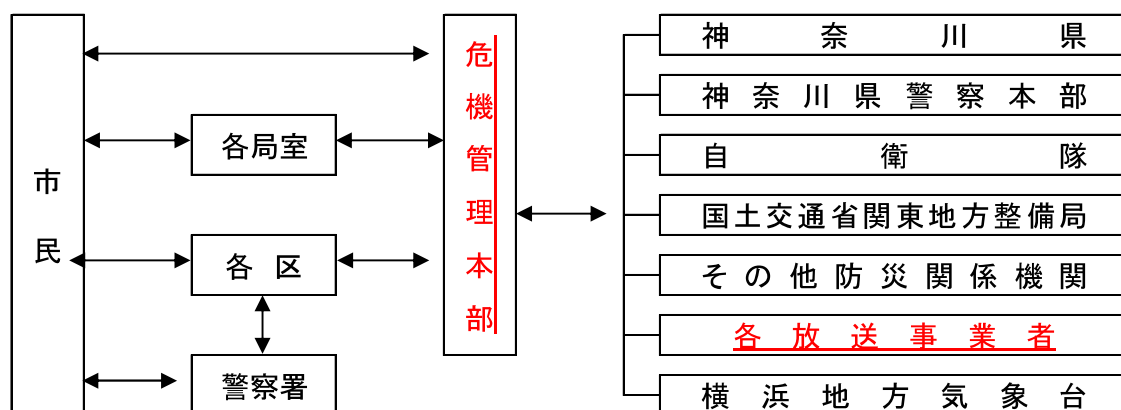 市民
各局室
各区
警察署
危機管理本部
神奈川県
神奈川県警察本部
自衛隊
国土交通省関東地方整備局
その他防災関係機関
各放送事業者
横浜地方気象台